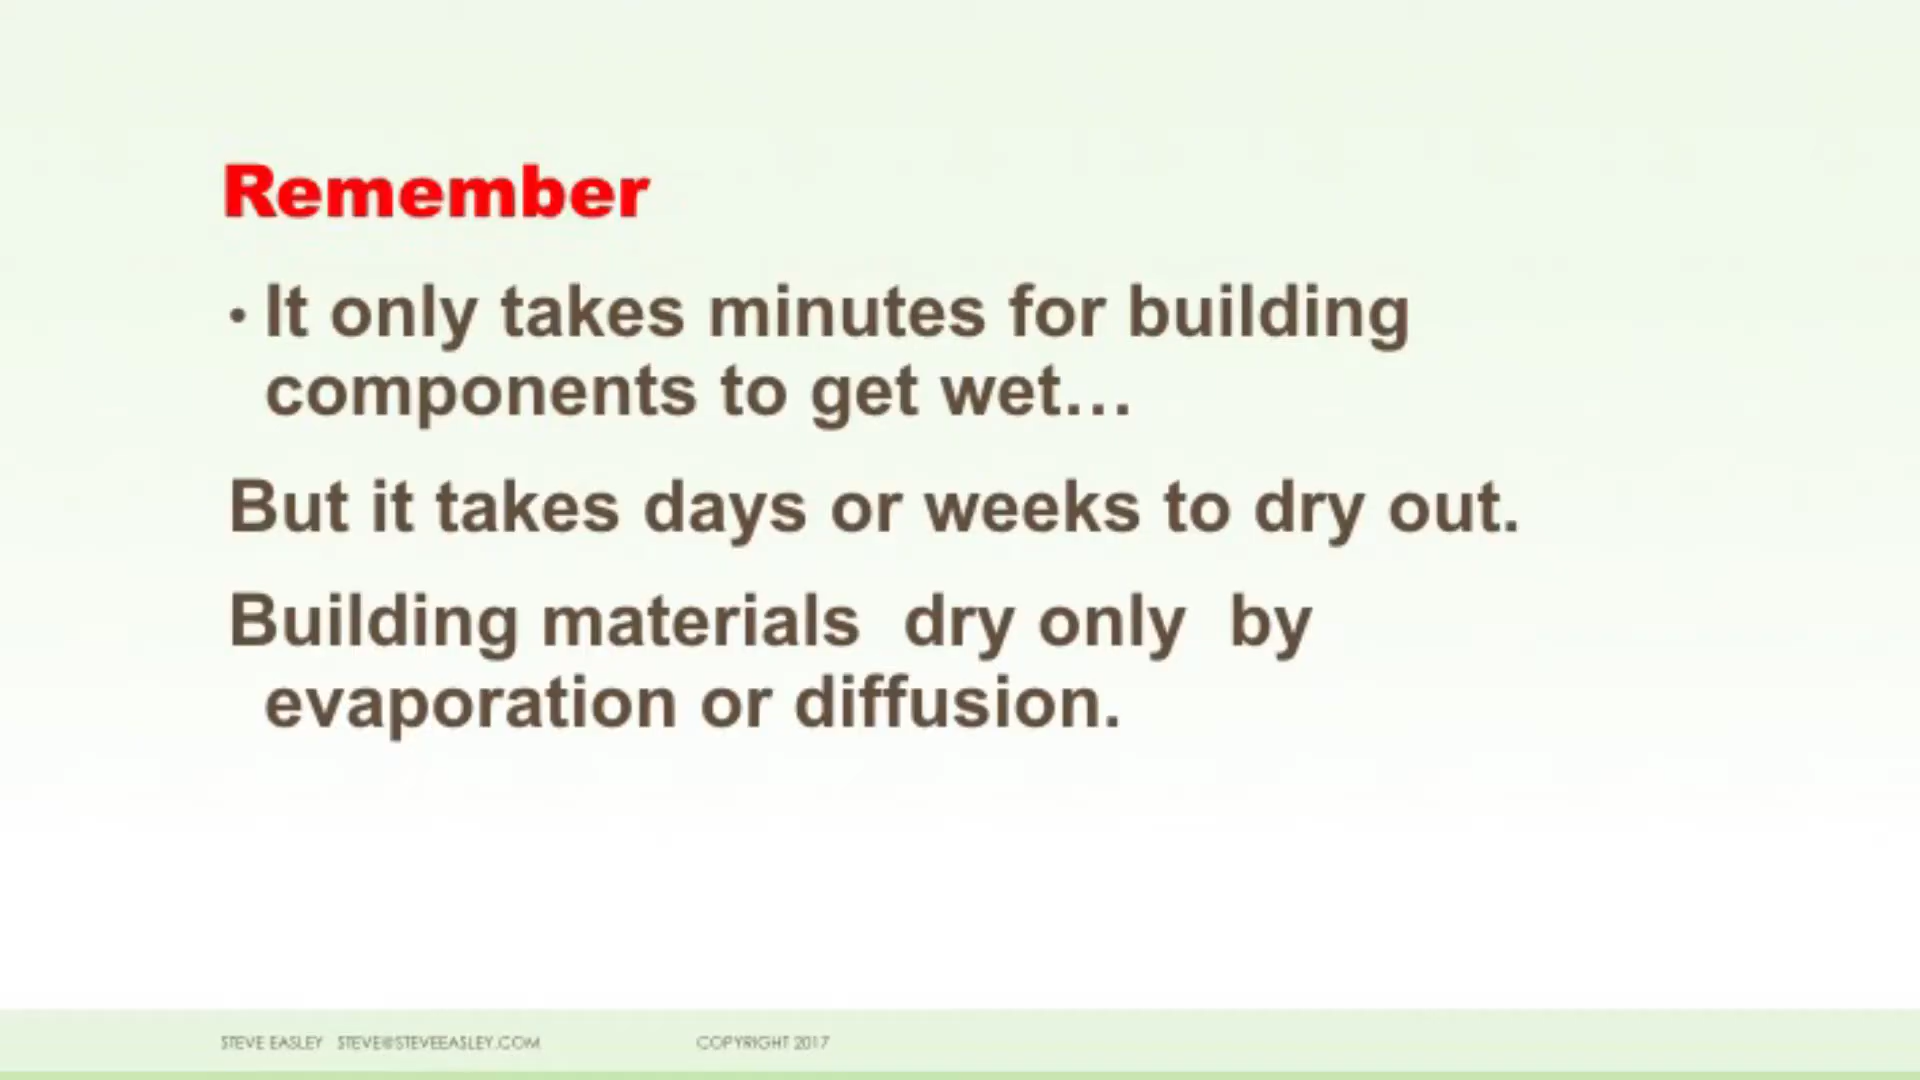 Remember
• It only takes minutes for building
components to get wet…
But it takes days or weeks to dry out.
Building materials  dry only  by
evaporation or diffusion.
STEVE EASLEY STEVE@STEVEEASLEY.COM COPYRIGHT 2017